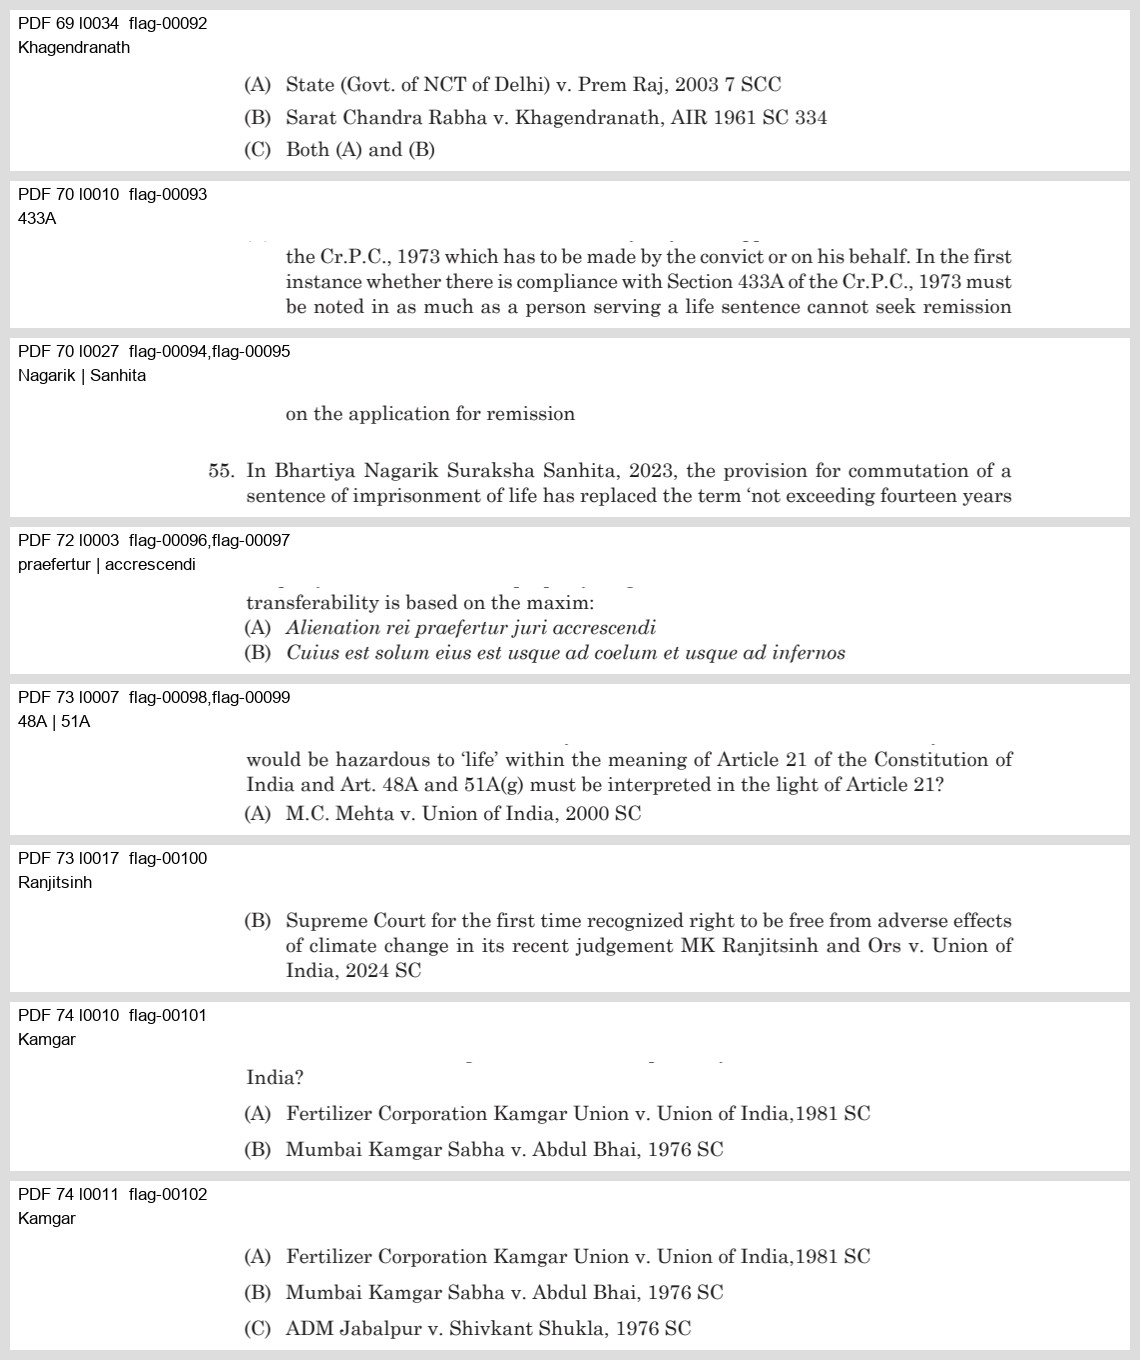 PDF 69 l0034 flag-00092
Khagendranath
(A) State (Govt. of NCT of Delhi) v. Prem Raj, 2003 7 SCC
(B) Sarat Chandra Rabha v. Khagendranath, AIR 1961 SC 334
(C) Both (A) and (B)
PDF 70 l0010 flag-00093
433A
the Cr.P.C., 1973 which has to be made by the convict or on his behalf. In the first
instance whether there is compliance with Section 433A of the Cr.P.C., 1973 must
be noted in as much as a person serving a life sentence cannot seek remission
PDF 70 l0027 flag-00094,flag-00095
Nagarik | Sanhita
on the application for remission
55. In Bhartiya Nagarik Suraksha Sanhita, 2023, the provision for commutation of a
sentence of imprisonment of life has replaced the term ‘not exceeding fourteen years
PDF 72 l0003 flag-00096,flag-00097
praefertur | accrescendi
transferability is based on the maxim:
(A) Alienation rei praefertur juri accrescendi
(B) Cuius est solum eius est usque ad coelum et usque ad infernos
PDF 73 l0007 flag-00098,flag-00099
48A | 51A
would be hazardous to ‘life’ within the meaning of Article 21 of the Constitution of
India and Art. 48A and 51A(g) must be interpreted in the light of Article 21?
(A) M.C. Mehta v. Union of India, 2000 SC
PDF 73 l0017 flag-00100
Ranjitsinh
(B) Supreme Court for the first time recognized right to be free from adverse effects
of climate change in its recent judgement MK Ranjitsinh and Ors v. Union of
India, 2024 SC
PDF 74 l0010 flag-00101
Kamgar
India?
(A) Fertilizer Corporation Kamgar Union v. Union of India,1981 SC
(B) Mumbai Kamgar Sabha v. Abdul Bhai, 1976 SC
PDF 74 l0011 flag-00102
Kamgar
(A) Fertilizer Corporation Kamgar Union v. Union of India,1981 SC
(B) Mumbai Kamgar Sabha v. Abdul Bhai, 1976 SC
(C) ADM Jabalpur v. Shivkant Shukla, 1976 SC